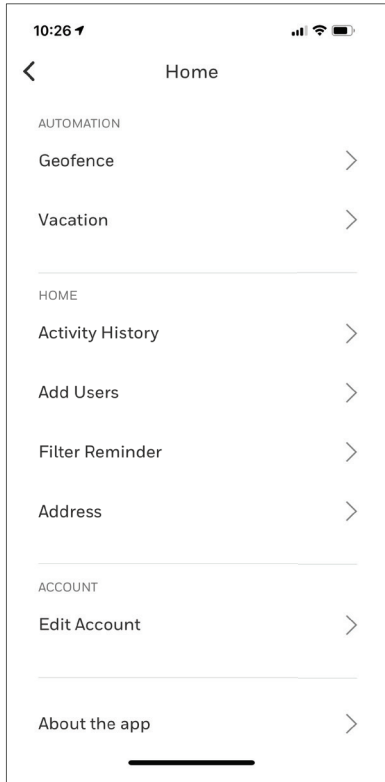 10:26
Home
AUTOMATION
Geofence
Vacation
HOME
Activity History
Add Users
Filter Reminder
Address
ACCOUNT
Edit Account
About the app